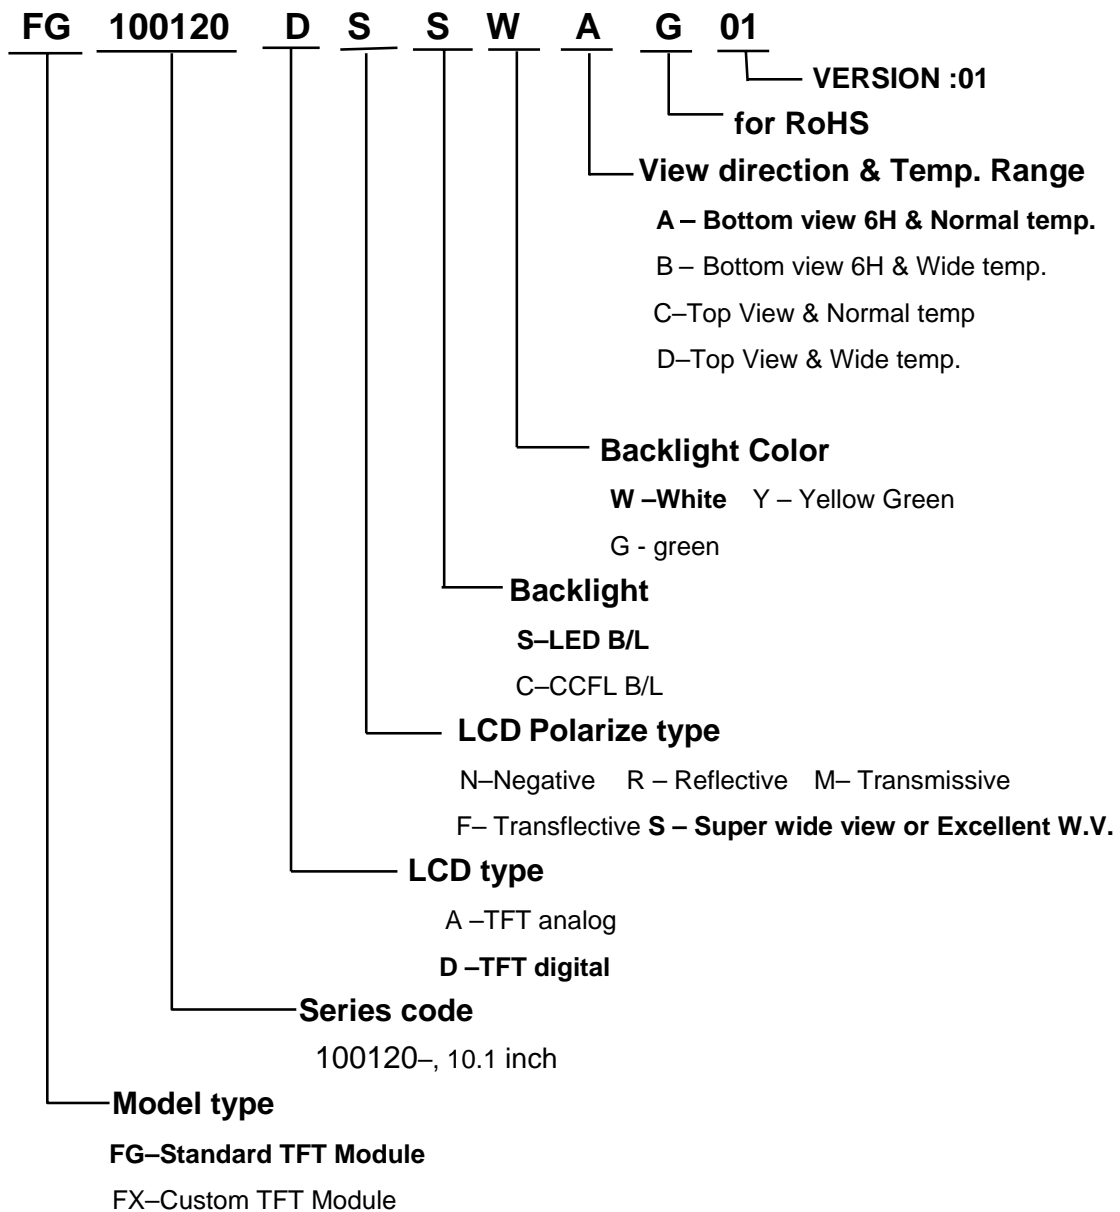 FG 100120 D S S W A G 01
VERSION :01
for RoHS
View direction & Temp. Range
A – Bottom view 6H & Normal temp.
B – Bottom view 6H & Wide temp.
C–Top View & Normal temp
D–Top View & Wide temp.
Backlight Color
W –White Y – Yellow Green
G - green
Backlight
S–LED B/L
C–CCFL B/L
LCD Polarize type
N–Negative R – Reflective M– Transmissive
F– Transflective S – Super wide view or Excellent W.V.
LCD type
A –TFT analog
D –TFT digital
Series code
100120–, 10.1 inch
Model type
FG–Standard TFT Module
FX–Custom TFT Module